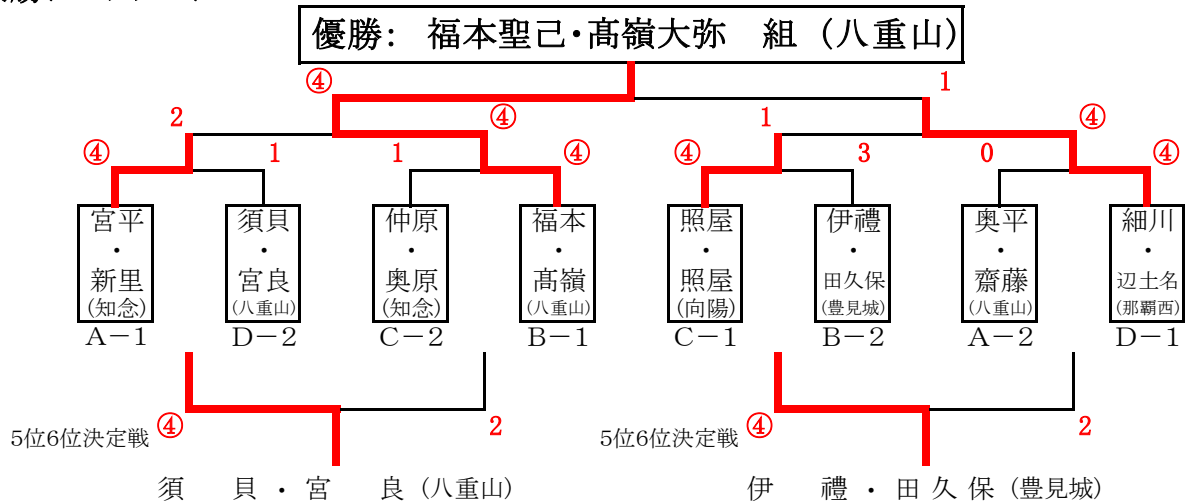 優勝： 福本聖己・髙嶺大弥 組 (八重山)
④ 1
2 ④ 1 ④
④ 1 1 ④ ④ 3 0 ④
宮平・新里(知念)
須貝・宮良(八重山)
仲原・奥原(知念)
福本・髙嶺(八重山)
照屋・照屋(向陽)
伊禮・田久保(豊見城)
奥平・齋藤(八重山)
細川・辺土名(那覇西)
A－1 D－2 C－2 B－1 C－1 B－2 A－2 D－1
5位6位決定戦 ④ 2 5位6位決定戦 ④ 2
須 貝・宮 良(八重山) 伊 禮・田久保(豊見城)